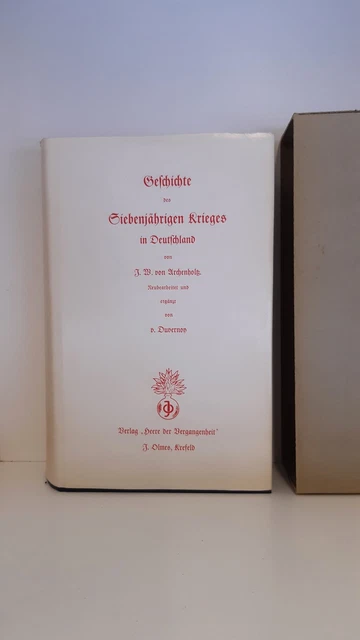 Geschichte
des
Siebenjährigen Krieges
in Deutschland
von
J. W. von Archenholz.
Neubearbeitet und
ergänzt
von
v. Duvernoy
JO
Verlag „Heere der Vergangenheit"
J. Olmes, Krefeld